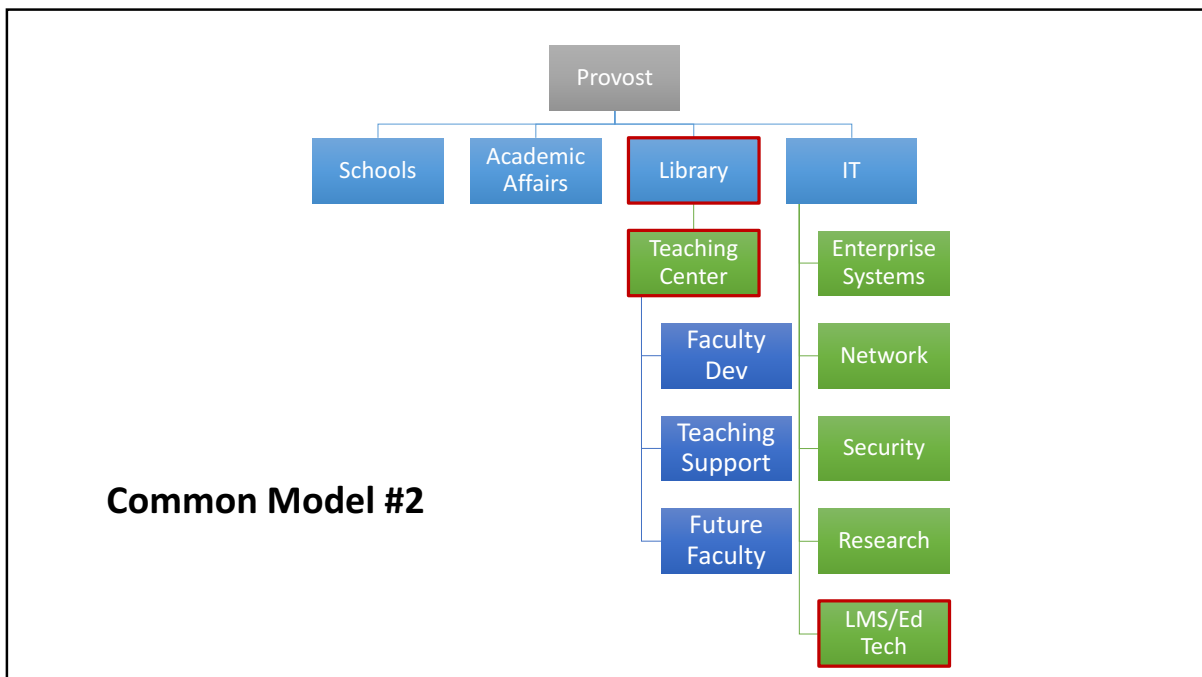 Provost
Schools
Academic
Affairs
Library
IT
Teaching
Center
Enterprise
Systems
Faculty
Dev
Network
Teaching
Support
Security
Common Model #2
Future
Faculty
Research
LMS/Ed
Tech